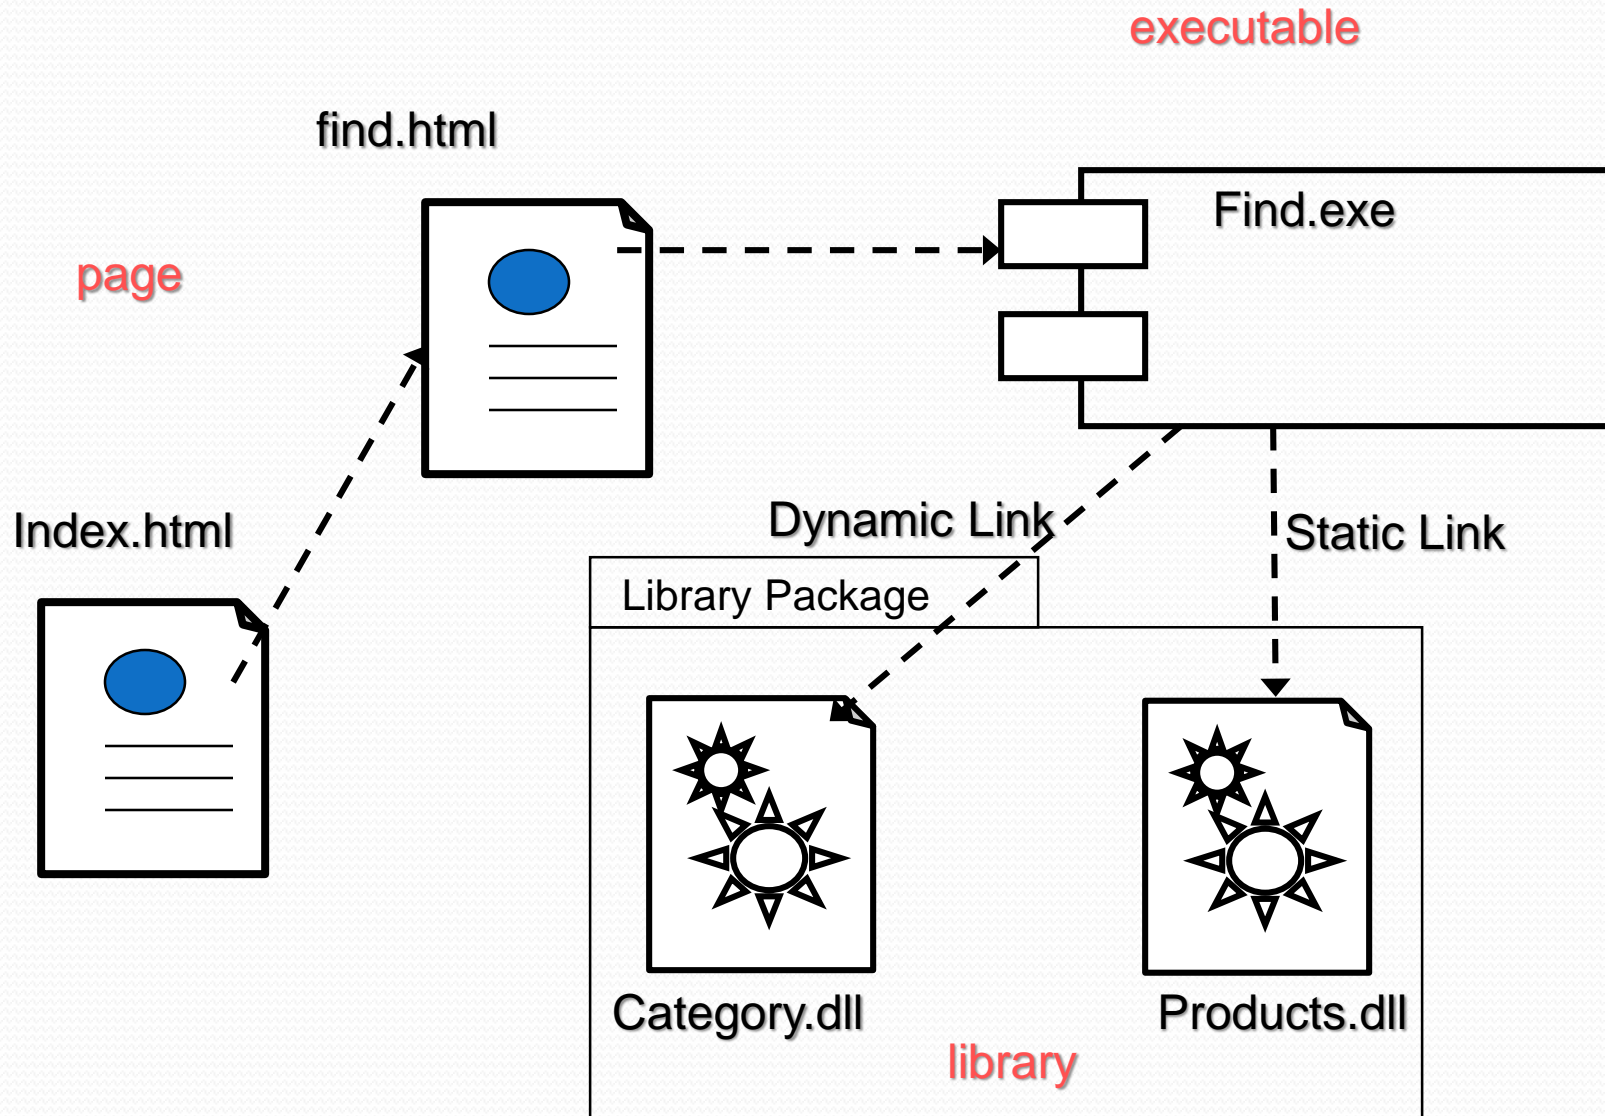 executable
find.html
Find.exe
page
Dynamic Link
Static Link
Index.html
Library Package
Category.dll
Products.dll
library